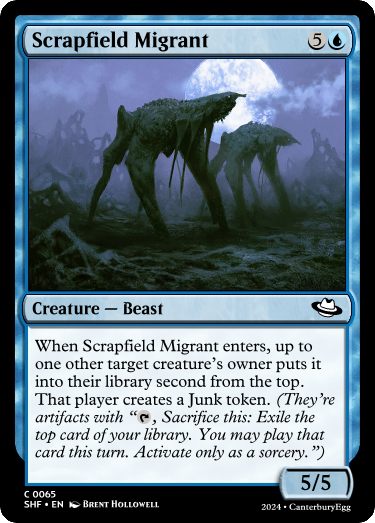 Scrapfield Migrant 5
Creature — Beast
When Scrapfield Migrant enters, up to
one other target creature's owner puts it
into their library second from the top.
That player creates a Junk token. (They're
artifacts with ", Sacrifice this: Exile the
top card of your library. You may play that
card this turn. Activate only as a sorcery.")
5/5
C 0065
SHF • EN Brent Hollowell
2024 • CanterburyEgg